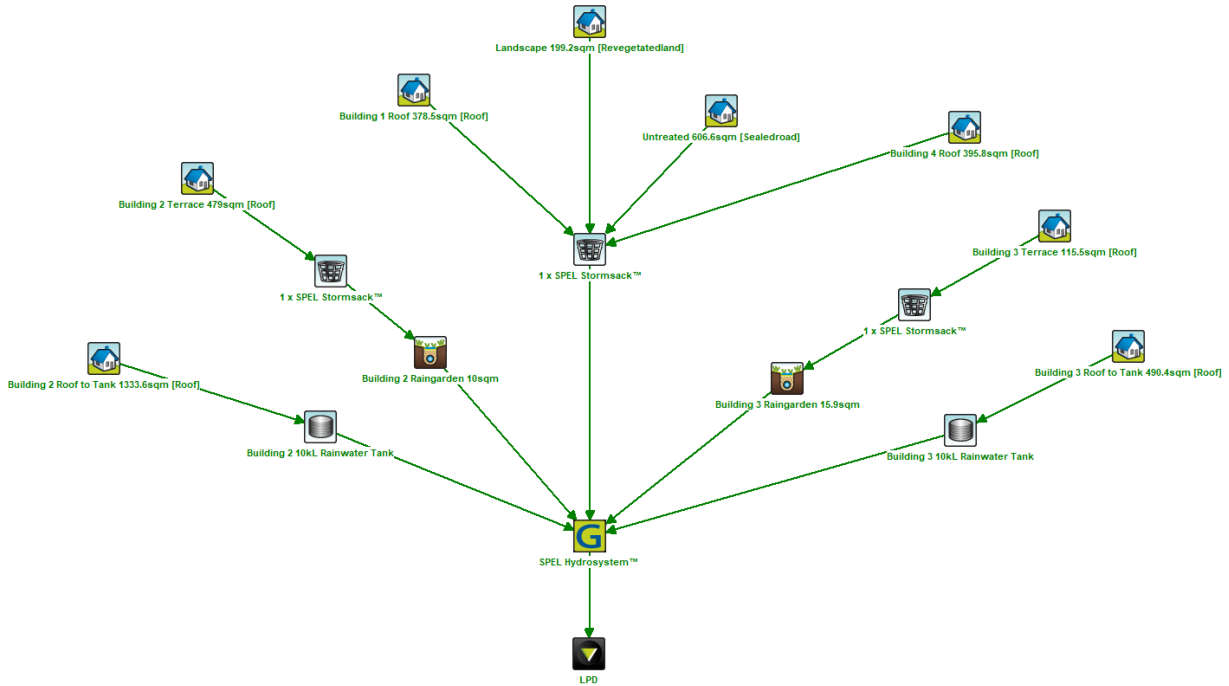 Landscape 199.2sqm [Revegetatedland]
Building 1 Roof 378.5sqm [Roof]
Untreated 606.6sqm [Sealedroad]
Building 4 Roof 395.8sqm [Roof]
Building 2 Terrace 479sqm [Roof]
Building 3 Terrace 115.5sqm [Roof]
1 x SPEL Stormsack™
1 x SPEL Stormsack™
1 x SPEL Stormsack™
Building 2 Roof to Tank 1333.6sqm [Roof]
Building 2 Raingarden 10sqm
Building 3 Roof to Tank 490.4sqm [Roof]
Building 3 Raingarden 15.9sqm
Building 2 10kL Rainwater Tank
Building 3 10kL Rainwater Tank
G
SPEL Hydrosystem™
LPD